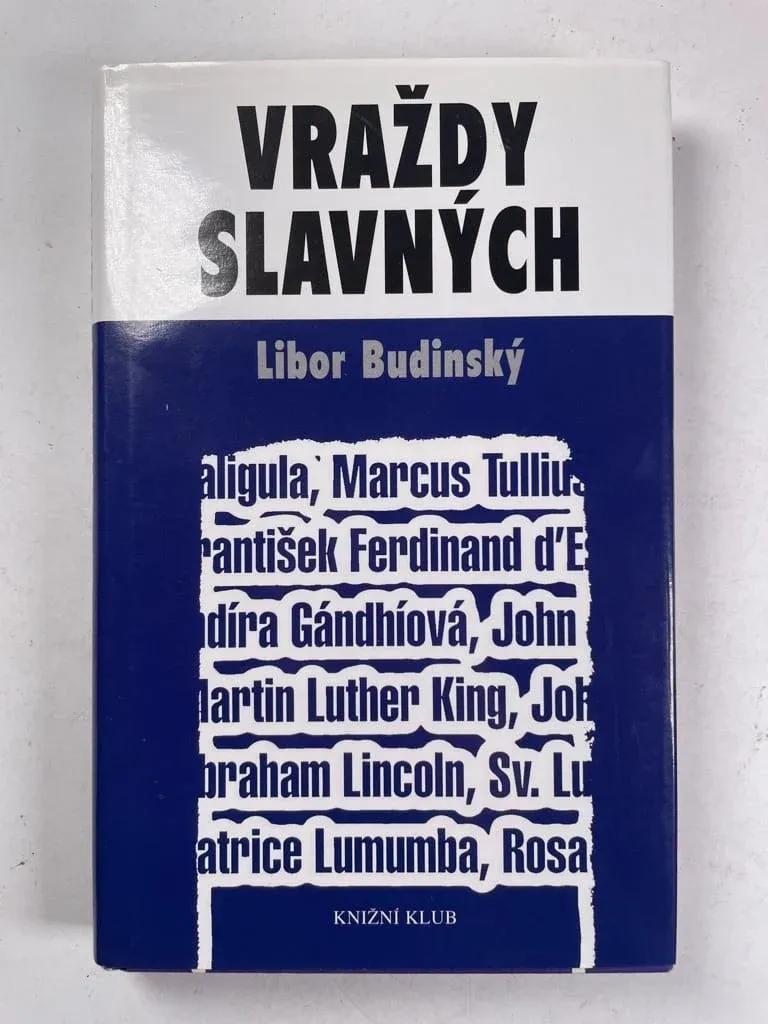 VRAŽDY
SLAVNÝCH
Libor Budinský
aligula, Marcus Tullius
rantišek Ferdinand d'E
ndíra Gándhíová, John
Martin Luther King, Joh
braham Lincoln, Sv. Lu
atrice Lumumba, Rosa
KNIŽNÍ KLUB